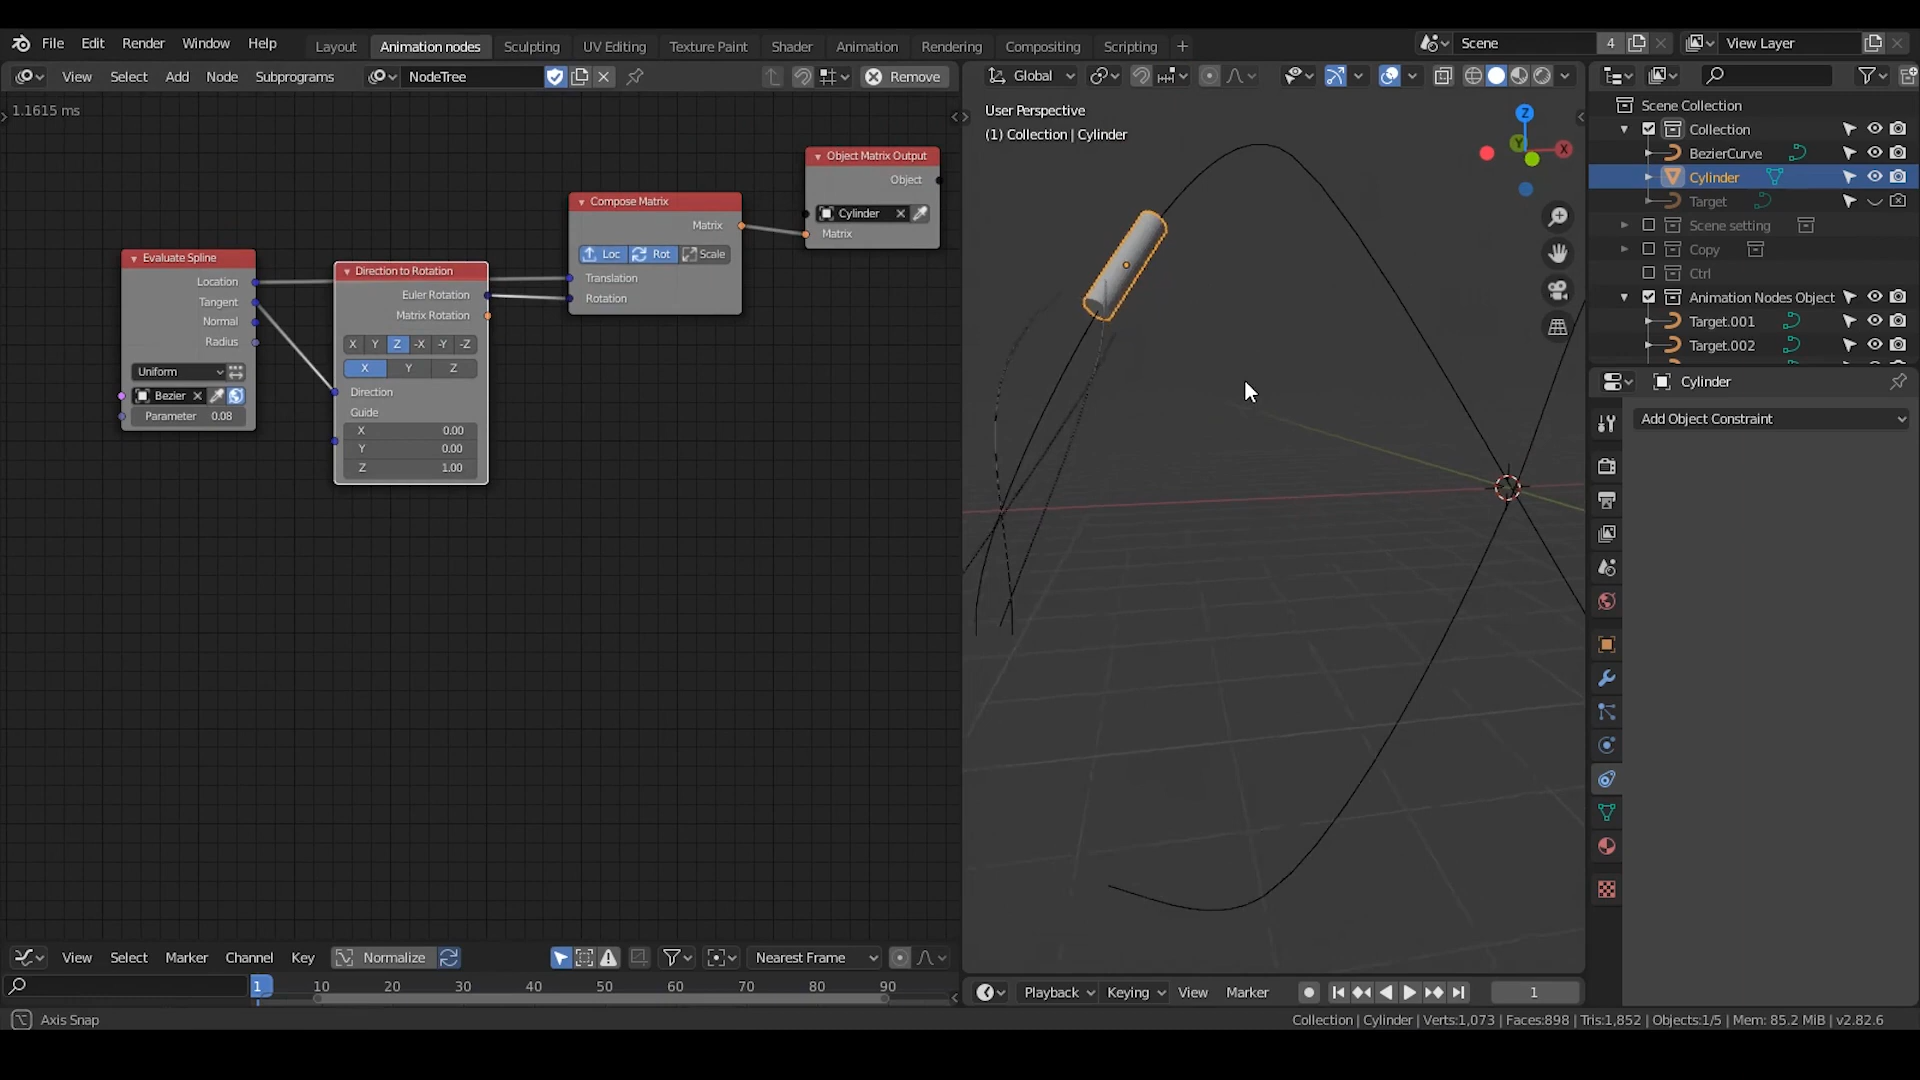 File Edit Render Window Help Layout Animation nodes Sculpting UV Editing Texture Paint Shader Animation Rendering Compositing Scripting + Scene 4 View Layer
View Select Add Node Subprograms NodeTree Remove Global
1.1615 ms
User Perspective
(1) Collection | Cylinder
Z
Y
X
Object Matrix Output
Object
Cylinder
Matrix
Compose Matrix
Matrix
Loc Rot Scale
Translation
Rotation
Evaluate Spline
Location
Tangent
Normal
Radius
Uniform
Bezier
Parameter 0.08
Direction to Rotation
Euler Rotation
Matrix Rotation
X Y Z -X -Y -Z
X Y Z
Direction
Guide
X 0.00
Y 0.00
Z 1.00
Scene Collection
Collection
BezierCurve
Cylinder
Target
Scene setting
Copy
Ctrl
Animation Nodes Object
Target.001
Target.002
Cylinder
Add Object Constraint
View Select Marker Channel Key Normalize Nearest Frame
1 10 20 30 40 50 60 70 80 90
Playback Keying View Marker 1
Axis Snap
Collection | Cylinder | Verts:1,073 | Faces:898 | Tris:1,852 | Objects:1/5 | Mem: 85.2 MiB | v2.82.6